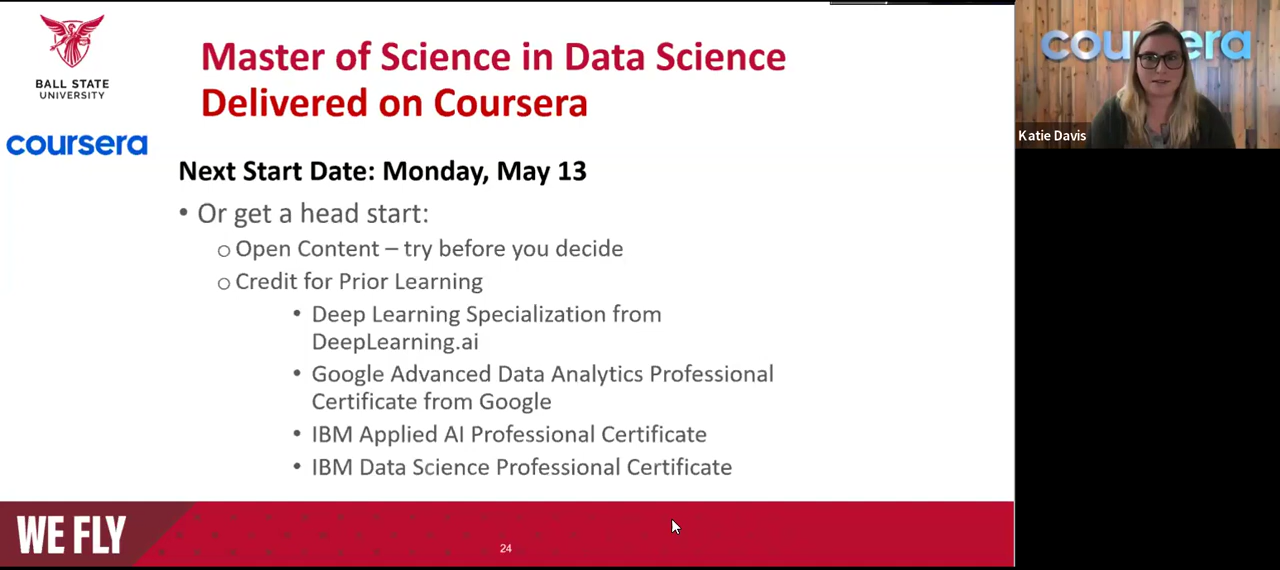 BALL STATE
UNIVERSITY
coursera
Master of Science in Data Science
Delivered on Coursera
Next Start Date: Monday, May 13
• Or get a head start:
o Open Content – try before you decide
o Credit for Prior Learning
• Deep Learning Specialization from
DeepLearning.ai
• Google Advanced Data Analytics Professional
Certificate from Google
• IBM Applied AI Professional Certificate
• IBM Data Science Professional Certificate
WE FLY
24
coursera
Katie Davis